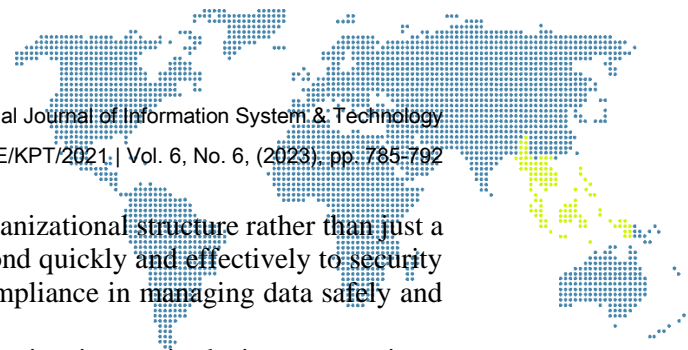 al Journal of Information System & Technology
E/KPT/2021 | Vol. 6, No. 6, (2023), pp. 785-792
anizational structure rather than just a
ond quickly and effectively to security
mpliance in managing data safely and